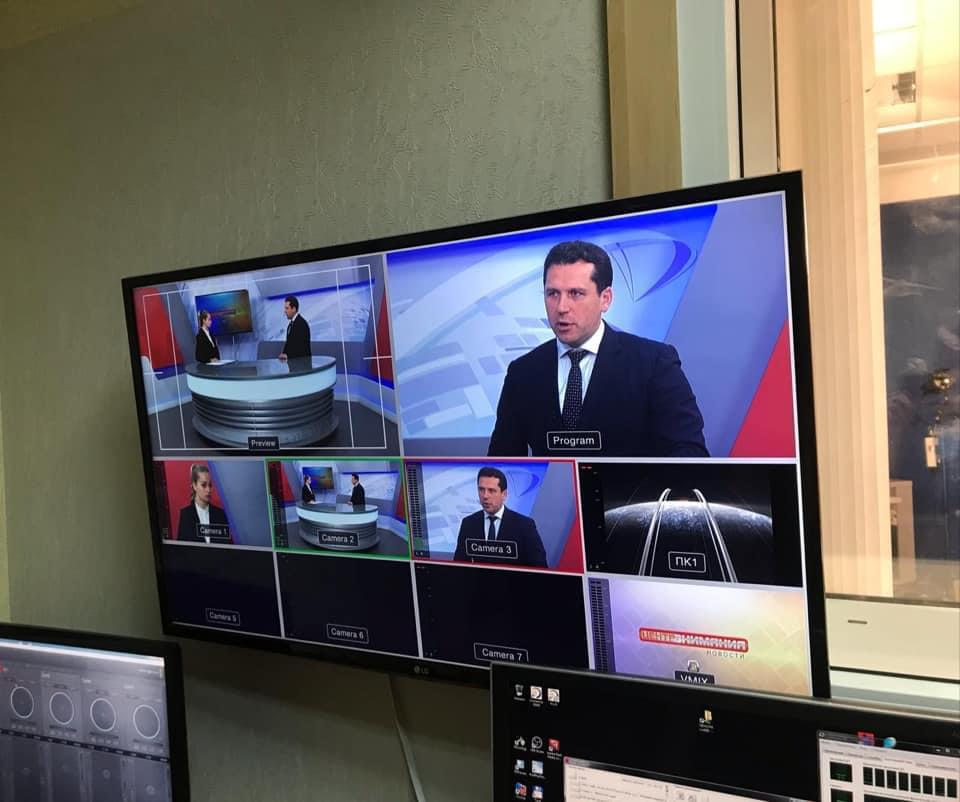 Preview
Program
Camera 1
Camera 2
Camera 3
ПК1
Camera 5
Camera 6
Camera 7
ЦЕНТР ВНИМАНИЯ
НОВОСТИ
VMIX
LG